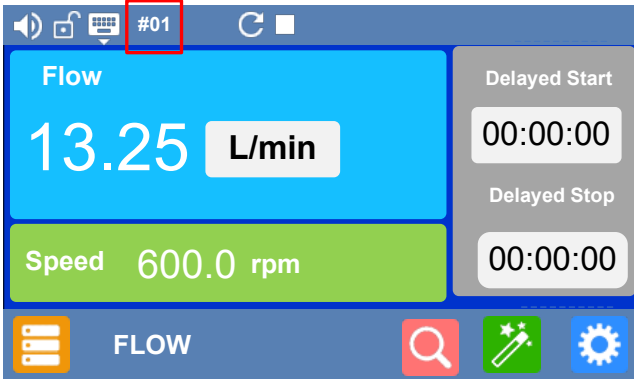 #01
Flow
13.25 L/min
Speed 600.0 rpm
Delayed Start
00:00:00
Delayed Stop
00:00:00
FLOW